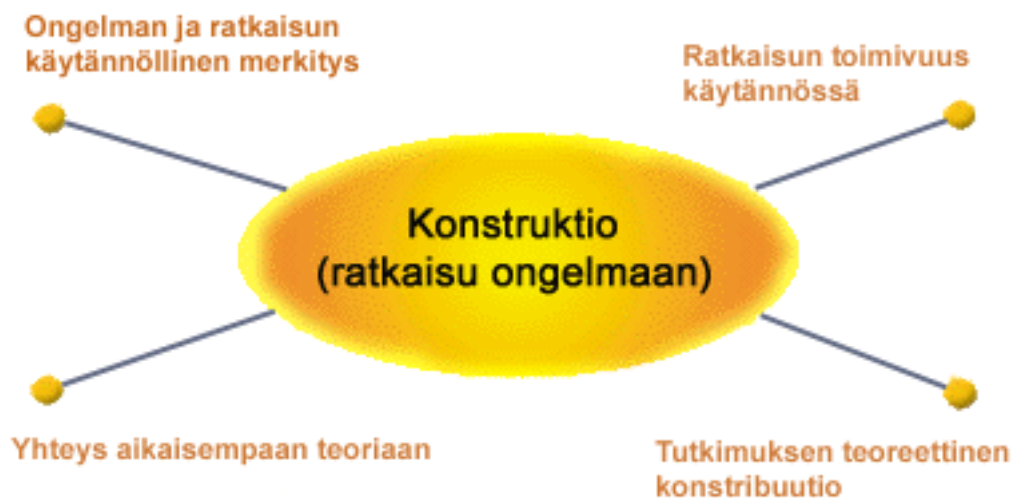 Ongelman ja ratkaisun
käytännöllinen merkitys
Ratkaisun toimivuus
käytännössä
Konstruktio
(ratkaisu ongelmaan)
Yhteys aikaisempaan teoriaan
Tutkimuksen teoreettinen
konstribuutio